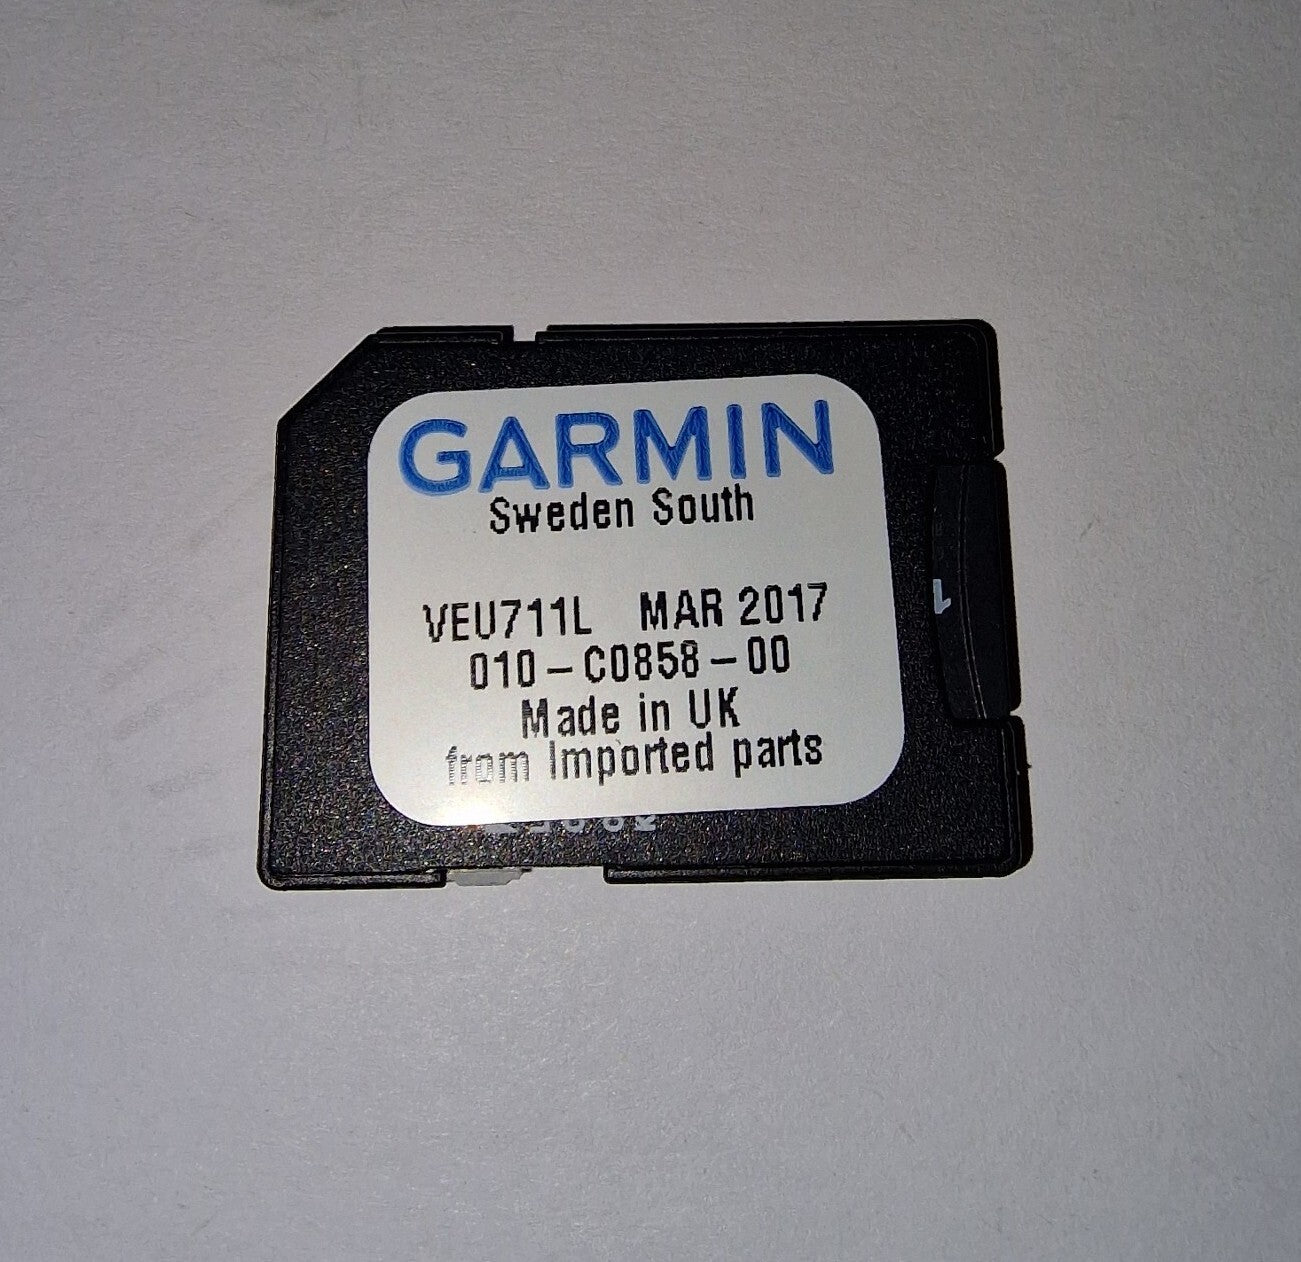 GARMIN
Sweden South
VEU711L MAR 2017
010-C0858-00
Made in UK
from Imported parts